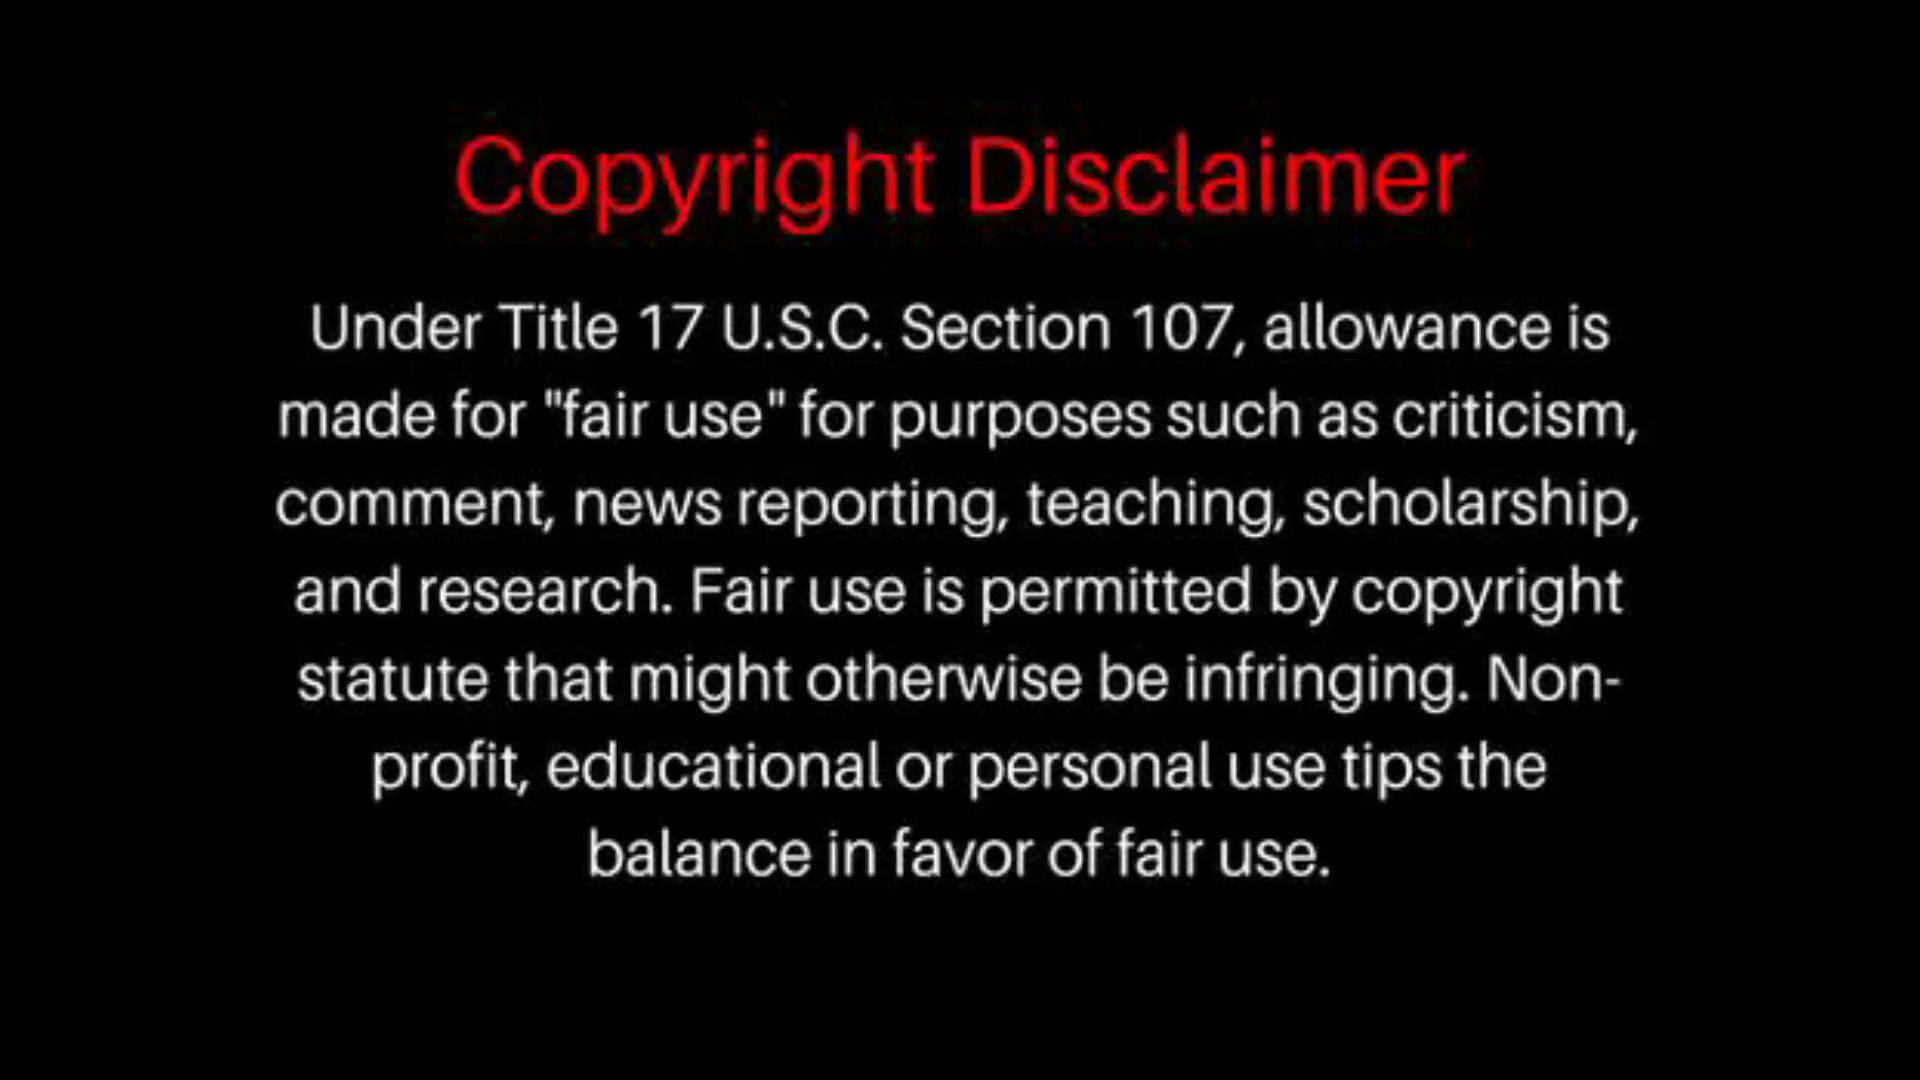 Copyright Disclaimer
Under Title 17 U.S.C. Section 107, allowance is
made for "fair use" for purposes such as criticism,
comment, news reporting, teaching, scholarship,
and research. Fair use is permitted by copyright
statute that might otherwise be infringing. Non-
profit, educational or personal use tips the
balance in favor of fair use.